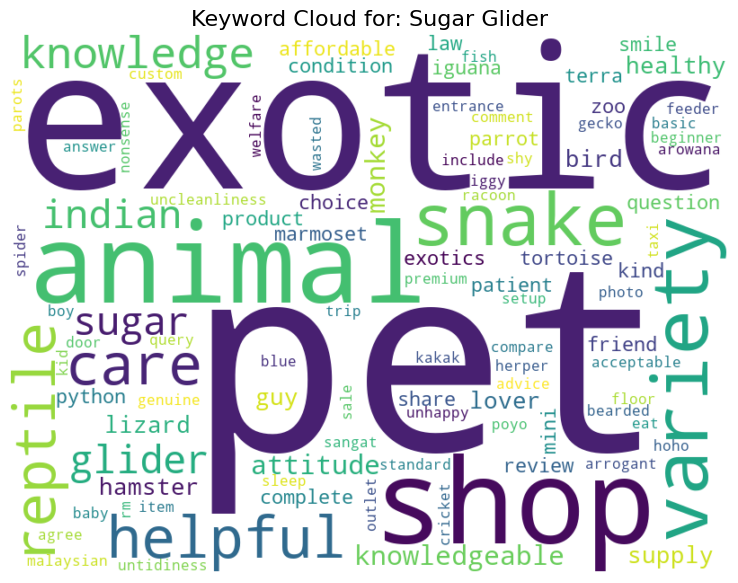 Keyword Cloud for: Sugar Glider
knowledge affordable law smile
custom condition fish iguana terra healthy
parots exotic entrance zoo feeder
answer nonsense welfare wasted monkey comment parrot gecko basic beginner
include shy bird arowana
uncleanliness choice iggy racoon
indian product marmoset snake question
spider animal exotics tortoise taxi
premium patient kind variety
boy trip setup photo
sugar door query pet friend
reptile kid care blue kakak compare herper acceptable
python genuine guy share unhappy lover advice floor bearded
lizard sale poyo mini eat
glider attitude sangat shop hoho
hamster sleep standard review arrogant
baby rm item complete outlet cricket
agree helpful knowledgeable supply
malaysian untidiness